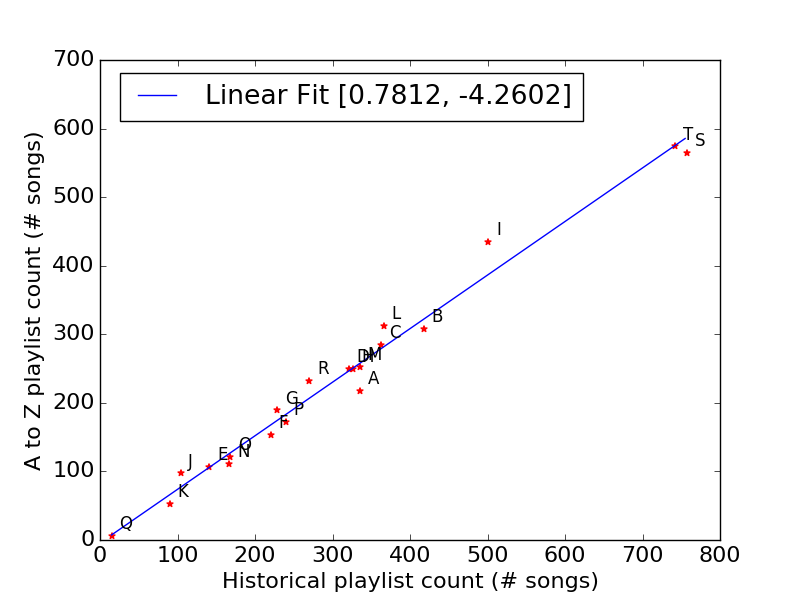 700
Linear Fit [0.7812, -4.2602]
600
T
S
500
I
400
L
B
300
C
D
H
M
R
A
200
G
P
F
O
N
E
J
100
K
Q
0
A to Z playlist count (# songs)
0 100 200 300 400 500 600 700 800
Historical playlist count (# songs)